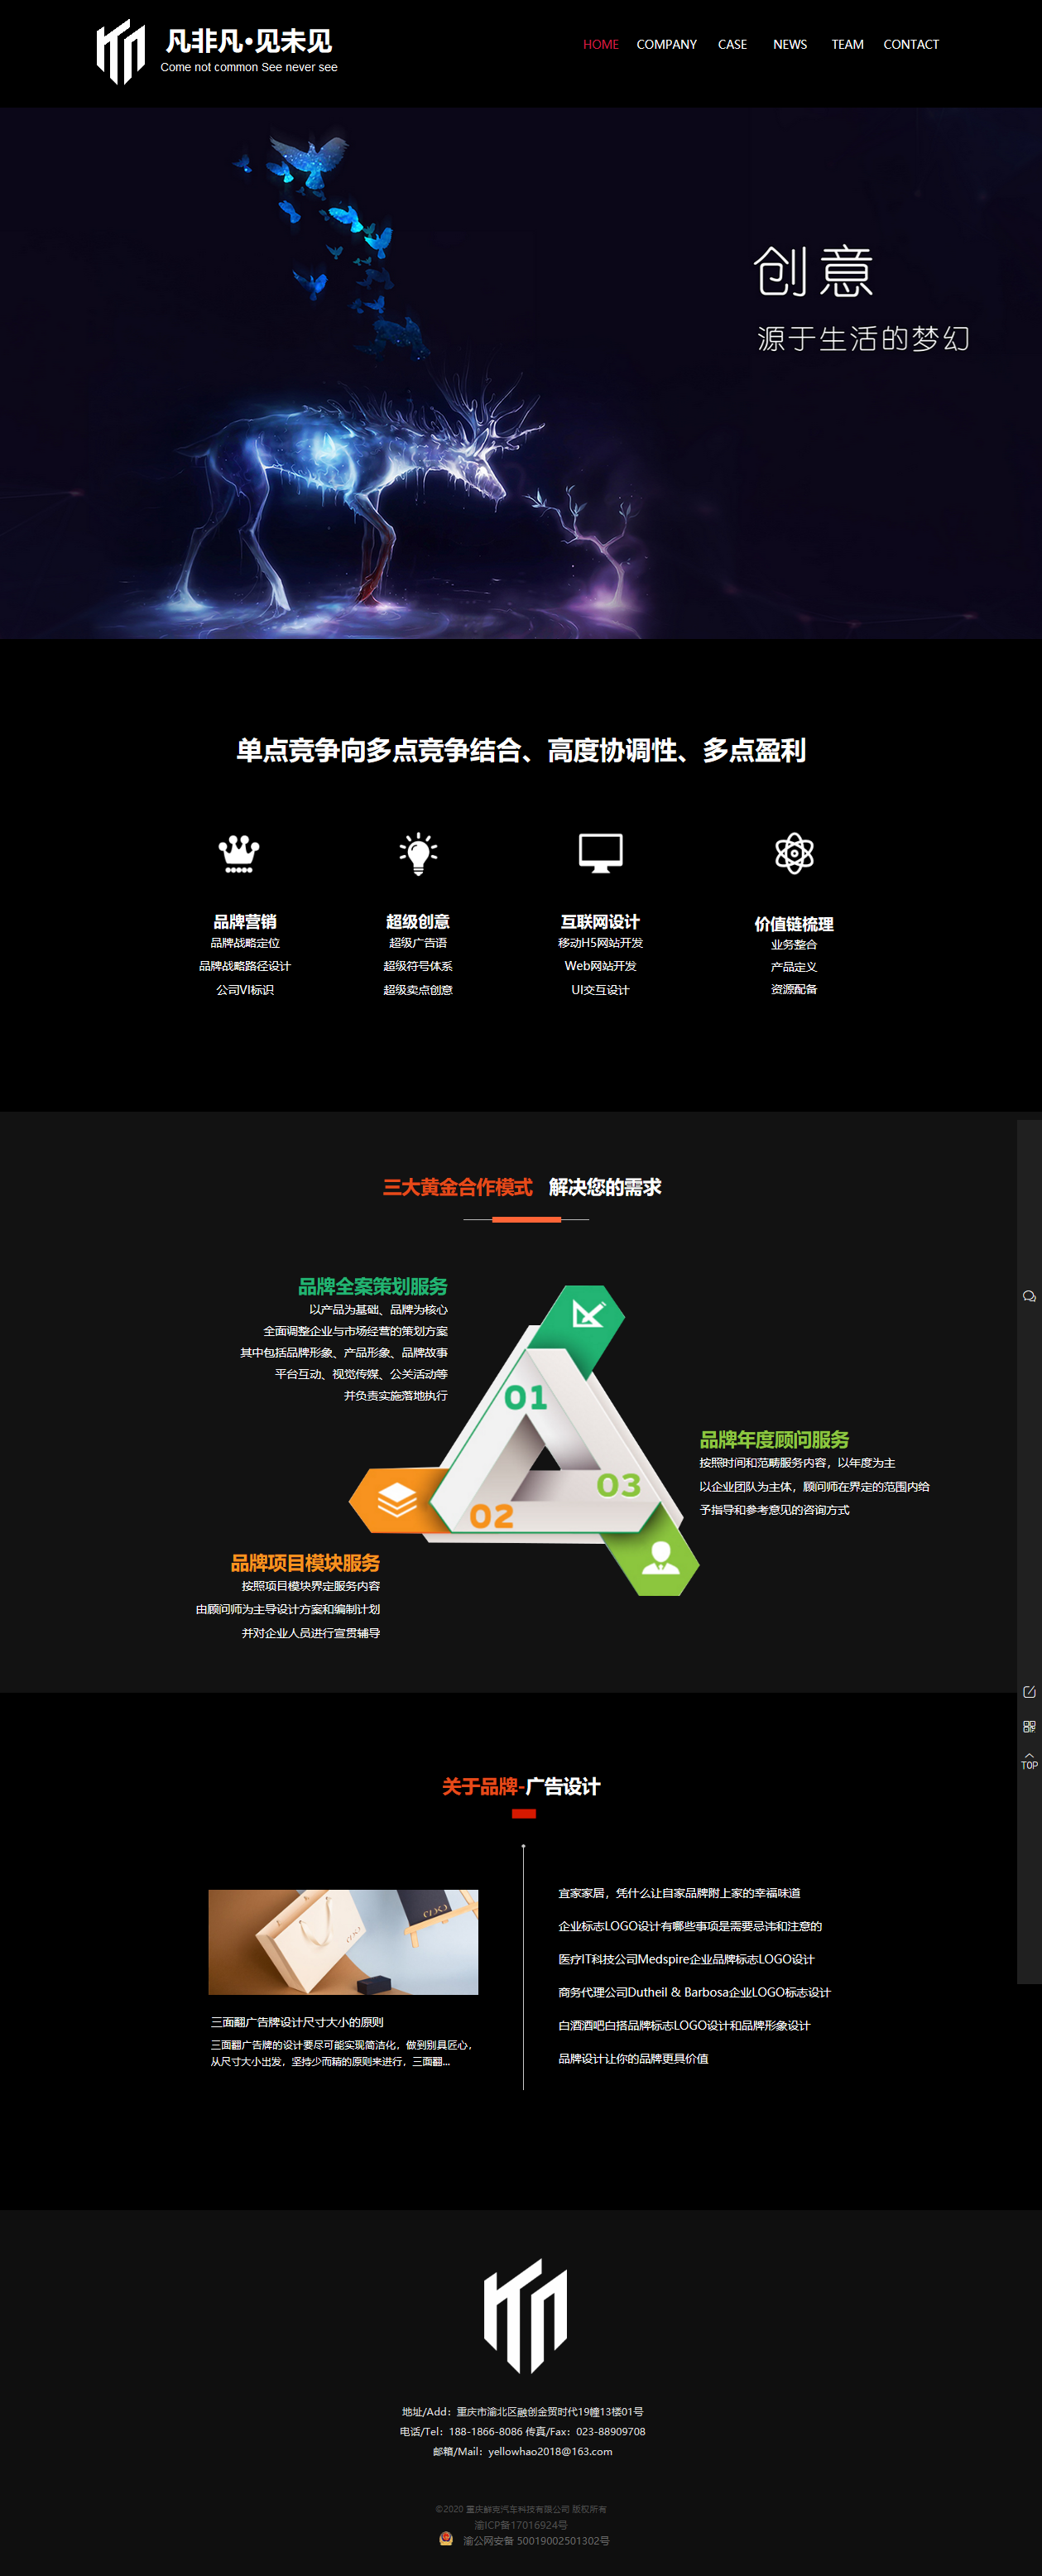 凡非凡·见未见
Come not common See never see
HOME COMPANY CASE NEWS TEAM CONTACT
创意
源于生活的梦幻
单点竞争向多点竞争结合、高度协调性、多点盈利
品牌营销
品牌战略定位
品牌战略路径设计
公司VI标识
超级创意
超级广告语
超级符号体系
超级卖点创意
互联网设计
移动H5网站开发
Web网站开发
UI交互设计
价值链梳理
业务整合
产品定义
资源配备
三大黄金合作模式 解决您的需求
品牌全案策划服务
以产品为基础、品牌为核心
全面调整企业与市场经营的策划方案
其中包括品牌形象、产品形象、品牌故事
平台互动、视觉传媒、公关活动等
并负责实施落地执行
01
02
03
品牌年度顾问服务
按照时间和范畴服务内容，以年度为主
以企业团队为主体，顾问师在界定的范围内给
予指导和参考意见的咨询方式
品牌项目模块服务
按照项目模块界定服务内容
由顾问师为主导设计方案和编制计划
并对企业人员进行宣贯辅导
TOP
关于品牌-广告设计
三面翻广告牌设计尺寸大小的原则
三面翻广告牌的设计要尽可能实现简洁化，做到别具匠心，
从尺寸大小出发，坚持少而精的原则来进行，三面翻...
宜家家居，凭什么让自家品牌附上家的幸福味道
企业标志LOGO设计有哪些事项是需要忌讳和注意的
医疗IT科技公司Medspire企业品牌标志LOGO设计
商务代理公司Dutheil & Barbosa企业LOGO标志设计
白酒酒吧白搭品牌标志LOGO设计和品牌形象设计
品牌设计让你的品牌更具价值
地址/Add：重庆市渝北区融创金贸时代19幢13楼01号
电话/Tel：188-1866-8086 传真/Fax：023-88909708
邮箱/Mail：yellowhao2018@163.com
©2020 重庆鲜克汽车科技有限公司 版权所有
渝ICP备17016924号
渝公网安备 50019002501302号